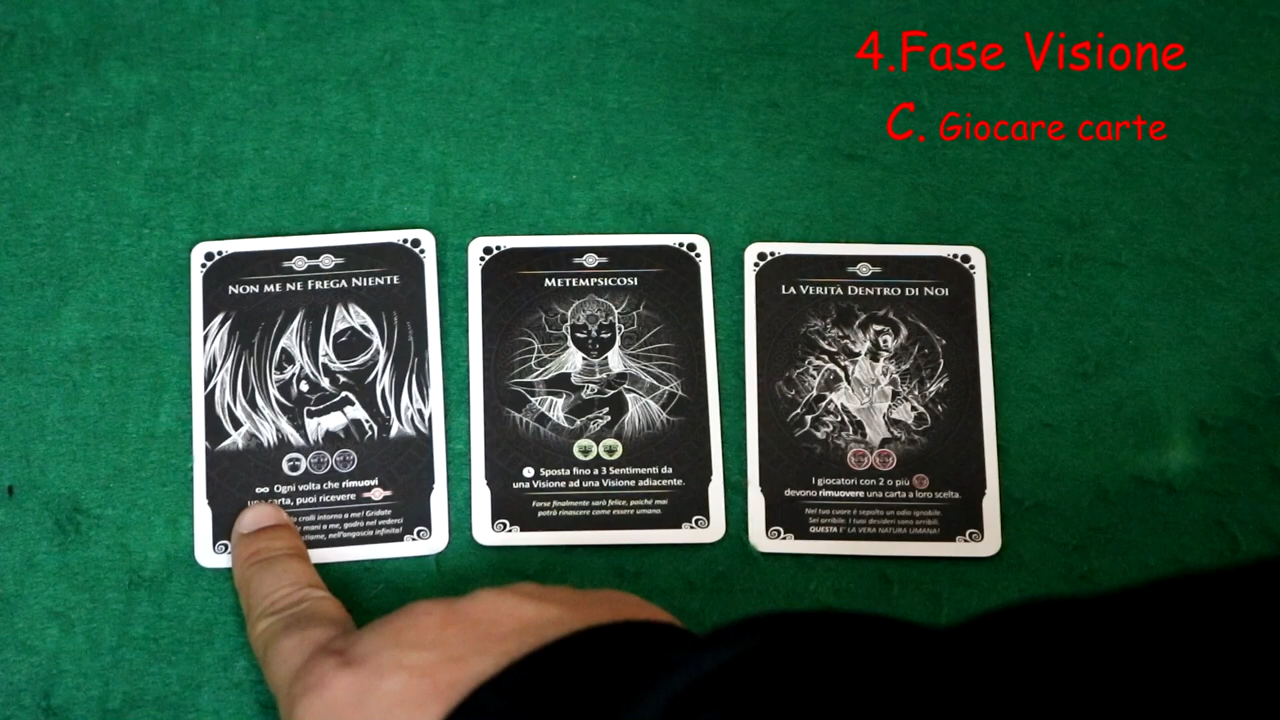 4.Fase Visione
C. Giocare carte
Non me ne Frega Niente
Ogni volta che rimuovi
una carta, puoi ricevere
crolli intorno a me! Gridate
mani a me, godrò nel vederci
nell'angoscia infinita!
Metempsicosi
Sposta fino a 3 Sentimenti da
una Visione ad una Visione adiacente.
Forse finalmente sarò felice, poiché mai
potrà rinascere come essere umano.
La Verità Dentro di Noi
I giocatori con 2 o più
devono rimuovere una carta a loro scelta.
Nel tuo cuore è sepolto un odio ignobile.
Sei orribile. I tuoi desideri sono orribili.
QUESTA E' LA VERA NATURA UMANA!